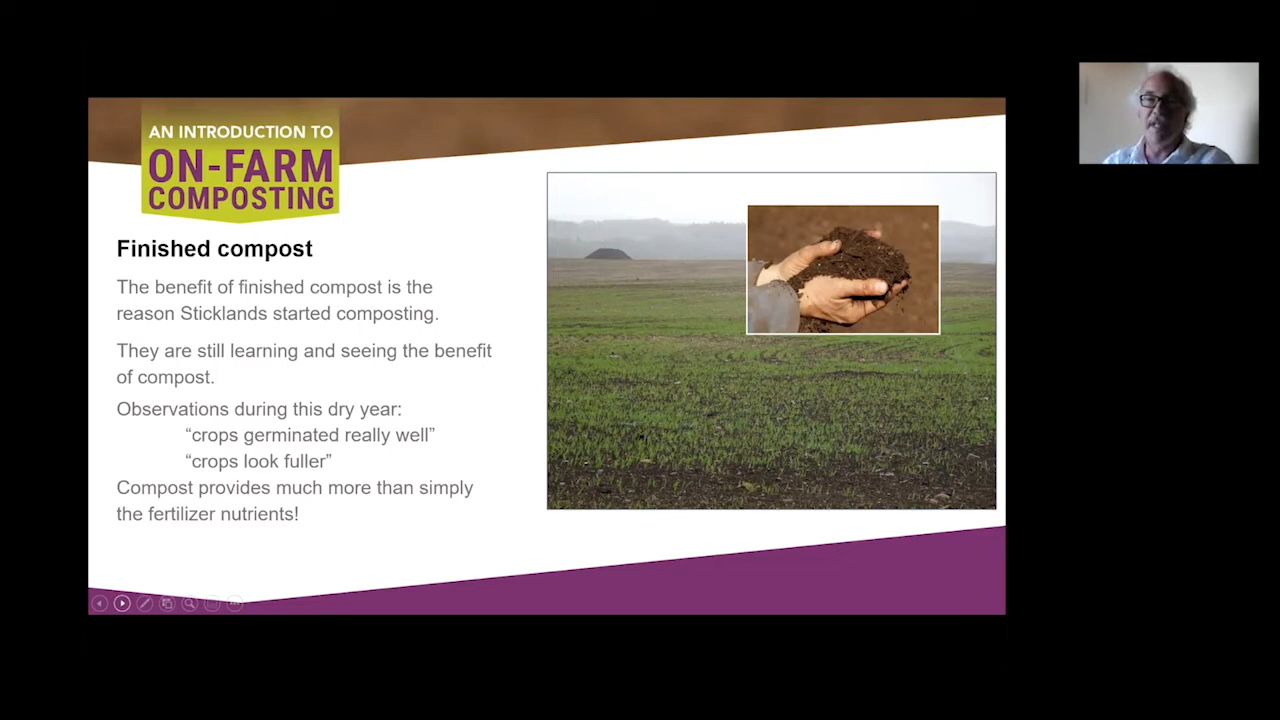 AN INTRODUCTION TO
ON-FARM
COMPOSTING
Finished compost
The benefit of finished compost is the
reason Sticklands started composting.
They are still learning and seeing the benefit
of compost.
Observations during this dry year:
“crops germinated really well”
“crops look fuller”
Compost provides much more than simply
the fertilizer nutrients!